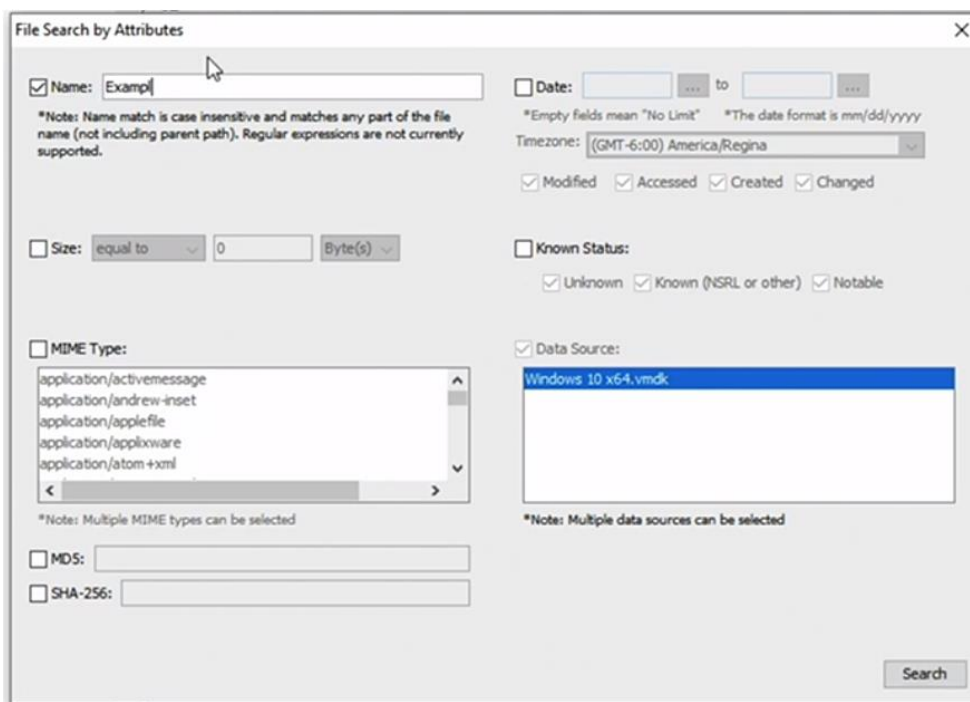 File Search by Attributes
Name: Exampl
*Note: Name match is case insensitive and matches any part of the file
name (not including parent path). Regular expressions are not currently
supported.
Date: ... to ...
*Empty fields mean "No Limit" *The date format is mm/dd/yyyy
Timezone: (GMT-6:00) America/Regina
Modified Accessed Created Changed
Size: equal to 0 Byte(s)
Known Status:
Unknown Known (NSRL or other) Notable
MIME Type:
application/activemessage
application/andrew-inset
application/applefile
application/applixware
application/atom+xml
*Note: Multiple MIME types can be selected
Data Source:
Windows 10 x64.vmdk
*Note: Multiple data sources can be selected
MD5:
SHA-256:
Search